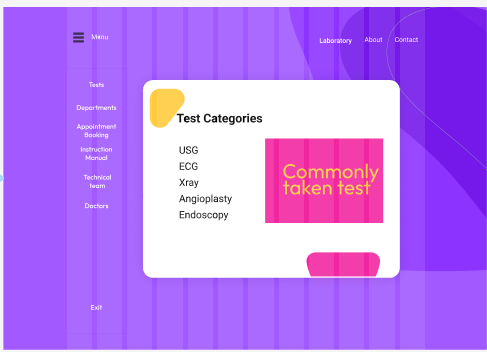 Menu
Laboratory
About
Contact
Tests
Departments
Appointment
Booking
Instruction
Manual
Technical
team
Doctors
Exit
Test Categories
USG
ECG
Xray
Angioplasty
Endoscopy
Commonly
taken test